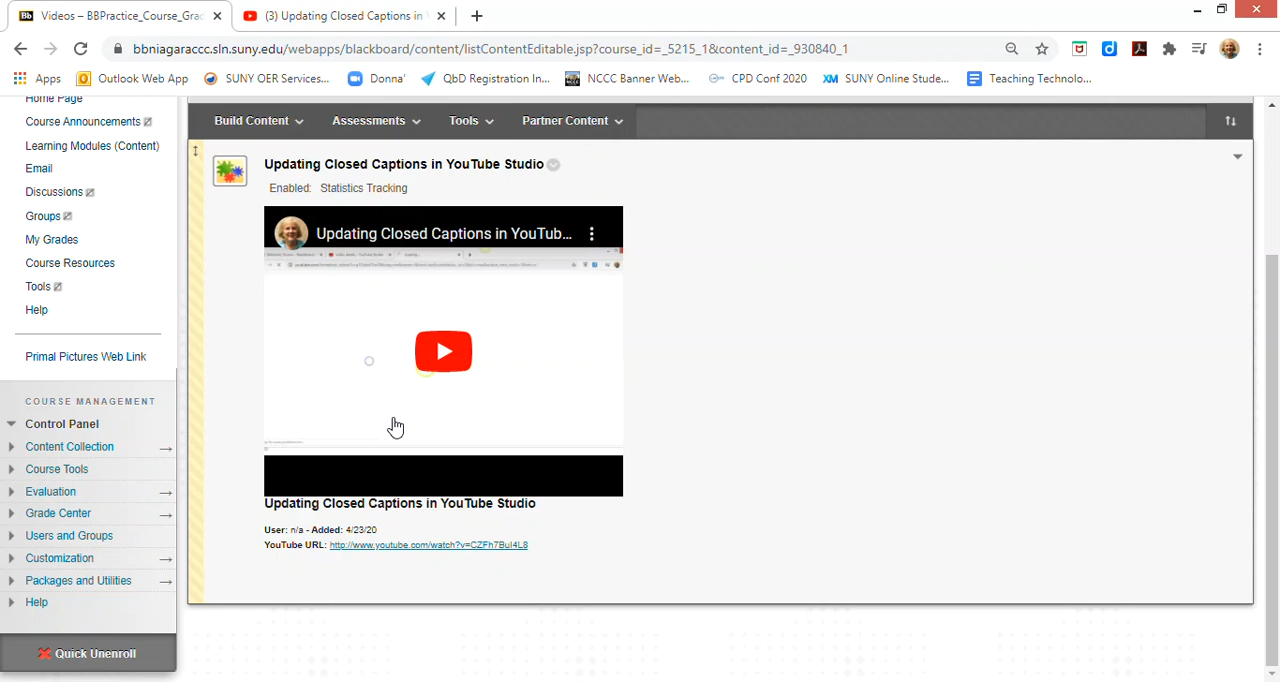 Bb Videos – BBPractice_Course_Gra
(3) Updating Closed Captions in
bbniagaraccc.sln.suny.edu/webapps/blackboard/content/listContentEditable.jsp?course_id=_5215_1&content_id=_930840_1
Apps Outlook Web App SUNY OER Services... Donna' QbD Registration In... NCCC Banner Web... CPD Conf 2020 XM SUNY Online Stude... Teaching Technolo...
Home Page
Course Announcements
Learning Modules (Content)
Email
Discussions
Groups
My Grades
Course Resources
Tools
Help
Primal Pictures Web Link
COURSE MANAGEMENT
Control Panel
Content Collection
Course Tools
Evaluation
Grade Center
Users and Groups
Customization
Packages and Utilities
Help
Quick Unenroll
Build Content Assessments Tools Partner Content
Updating Closed Captions in YouTube Studio
Enabled: Statistics Tracking
Updating Closed Captions in YouTub...
Updating Closed Captions in YouTube Studio
User: n/a - Added: 4/23/20
YouTube URL: http://www.youtube.com/watch?v=CZFh7BuI4L8